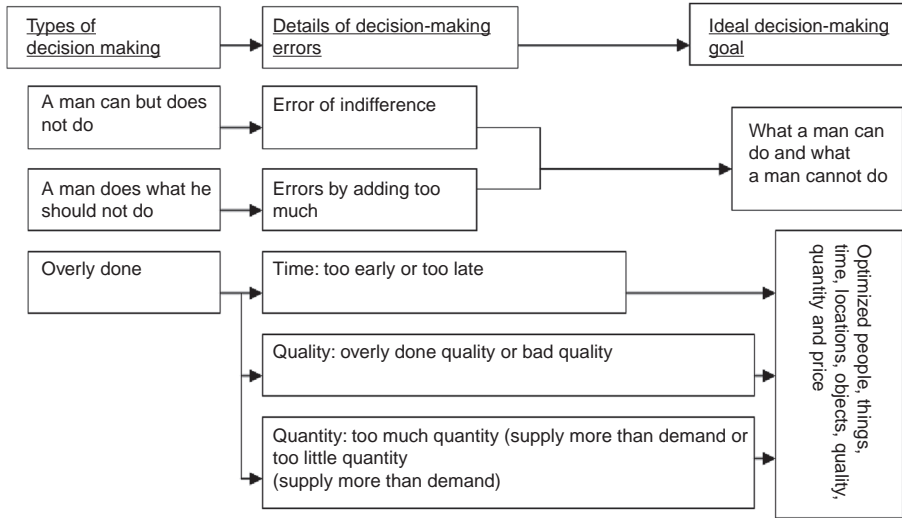 Types of
decision making
Details of decision-making
errors
Ideal decision-making
goal
A man can but does
not do
Error of indifference
What a man can
do and what
a man cannot do
A man does what he
should not do
Errors by adding too
much
Overly done
Time: too early or too late
Quality: overly done quality or bad quality
Quantity: too much quantity (supply more than demand or
too little quantity
(supply more than demand)
Optimized people, things,
time, locations, objects, quality,
quantity and price